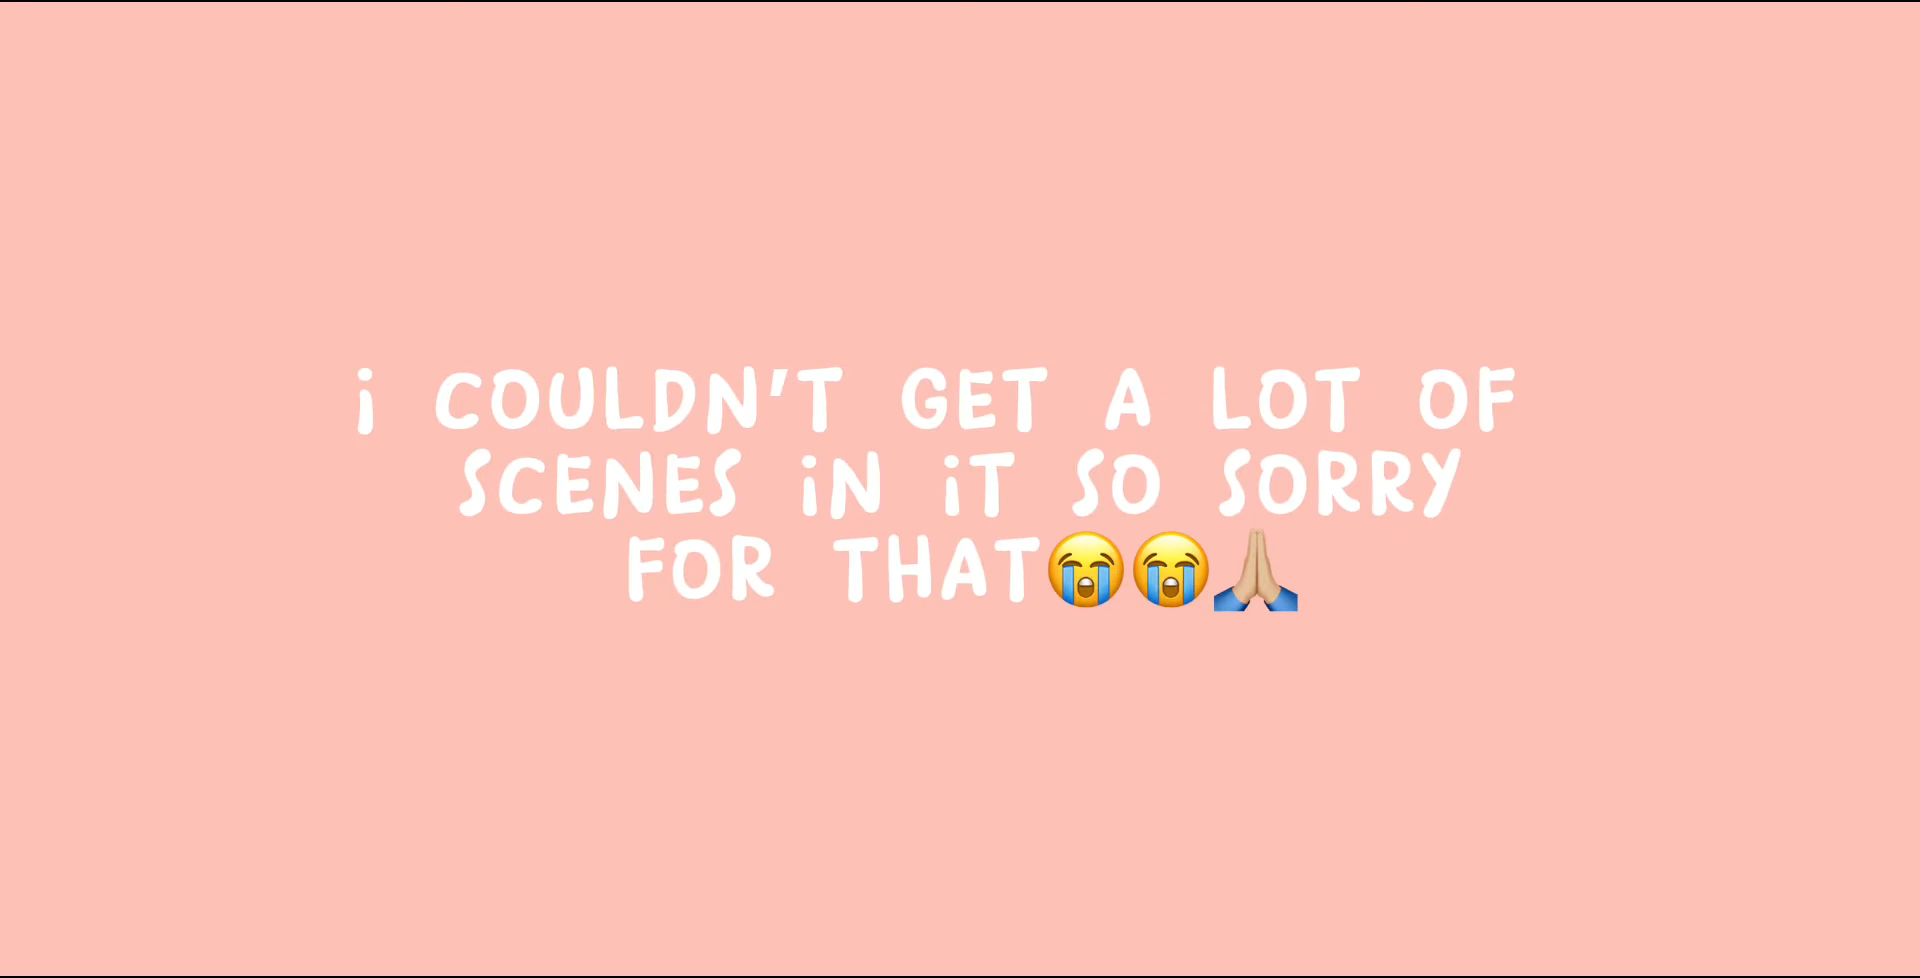 i COULDN'T GET A LOT OF
SCENES iN iT SO SORRY
FOR THAT😭😭🙏🏼